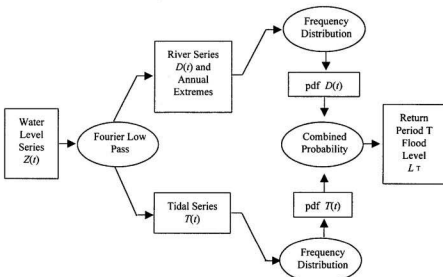 Water
Level
Series
Z(t)
Fourier Low
Pass
River Series
D(t) and
Annual
Extremes
Tidal Series
T(t)
Frequency
Distribution
pdf D(t)
Combined
Probability
pdf T(t)
Frequency
Distribution
Return
Period T
Flood
Level
L T